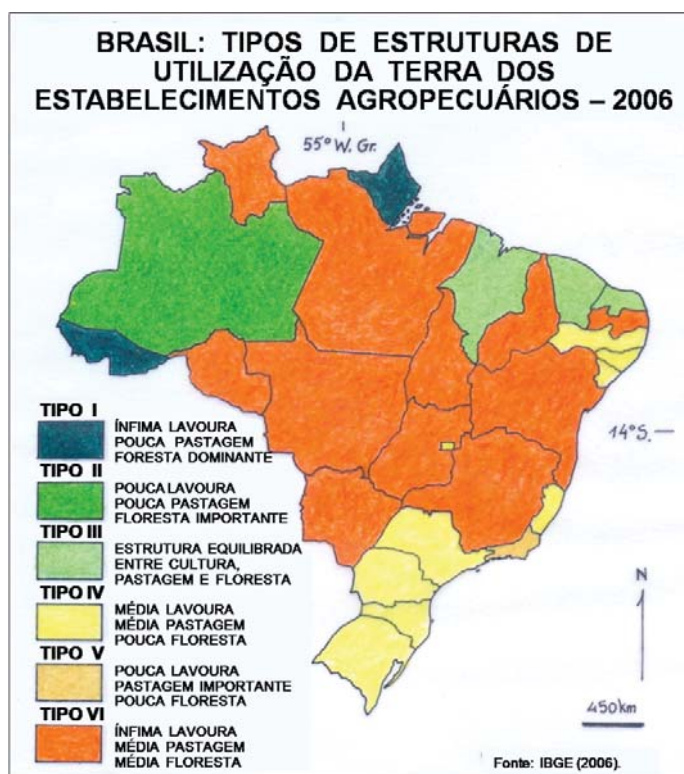 BRASIL: TIPOS DE ESTRUTURAS DE
UTILIZAÇÃO DA TERRA DOS
ESTABELECIMENTOS AGROPECUÁRIOS – 2006
55° W. Gr.
14° S.
TIPO I
ÍNFIMA LAVOURA
POUCA PASTAGEM
FORESTA DOMINANTE
TIPO II
POUCA LAVOURA
POUCA PASTAGEM
FLORESTA IMPORTANTE
TIPO III
ESTRUTURA EQUILIBRADA
ENTRE CULTURA,
PASTAGEM E FLORESTA
TIPO IV
MÉDIA LAVOURA
MÉDIA PASTAGEM
POUCA FLORESTA
TIPO V
POUCA LAVOURA
PASTAGEM IMPORTANTE
POUCA FLORESTA
TIPO VI
ÍNFIMA LAVOURA
MÉDIA PASTAGEM
MÉDIA FLORESTA
N
450km
Fonte: IBGE (2006).